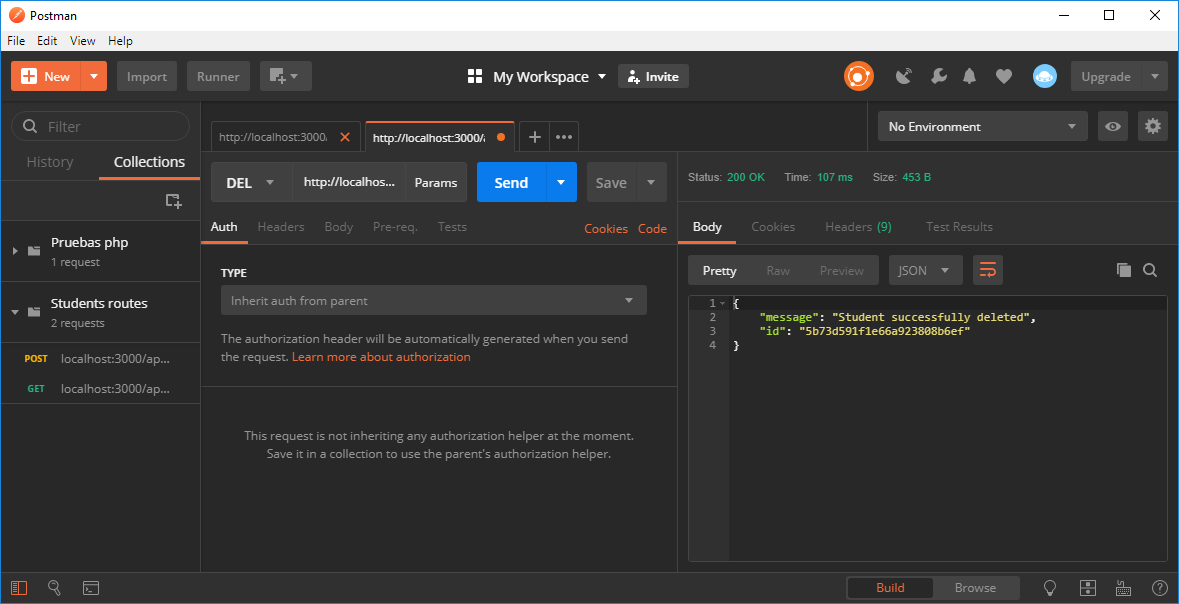 Postman
File Edit View Help
New Import Runner My Workspace Invite Upgrade
Filter
History Collections
Pruebas php
1 request
Students routes
2 requests
POST localhost:3000/ap...
GET localhost:3000/ap...
http://localhost:3000/ http://localhost:3000/a
No Environment
DEL http://localhos... Params Send Save
Auth Headers Body Pre-req. Tests Cookies Code
TYPE
Inherit auth from parent
The authorization header will be automatically generated when you send
the request. Learn more about authorization
This request is not inheriting any authorization helper at the moment.
Save it in a collection to use the parent's authorization helper.
Status: 200 OK Time: 107 ms Size: 453 B
Body Cookies Headers (9) Test Results
Pretty Raw Preview JSON
1 {
2 "message": "Student successfully deleted",
3 "id": "5b73d591f1e66a923808b6ef"
4 }
Build Browse